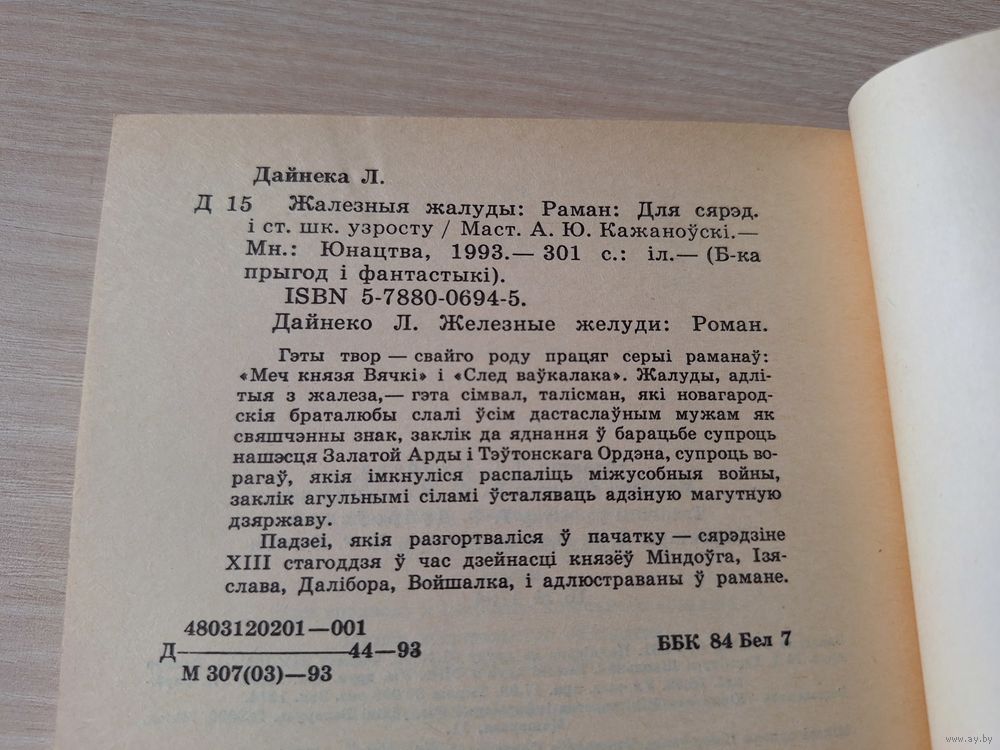 Дайнека Л.
Д 15 Жалезныя жалуды: Раман: Для сярэд.
і ст. шк. узросту / Маст. А. Ю. Кажаноўскі.—
Мн.: Юнацтва, 1993.— 301 с.: іл.— (Б-ка
прыгод і фантастыкі).
ISBN 5-7880-0694-5.
Дайнеко Л. Железные желуди: Роман.
Гэты твор — свайго роду працяг серыі раманаў:
«Меч князя Вячкі» і «След ваўкалака». Жалуды, адлі-
тыя з жалеза,— гэта сімвал, талісман, які новагарод-
скія браталюбы слалі ўсім дастаслаўным мужам як
свяшчэнны знак, заклік да яднання ў барацьбе супроць
нашэсця Залатой Арды і Тэўтонскага Ордэна, супроць во-
рагаў, якія імкнуліся распаліць міжусобныя войны,
заклік агульнымі сіламі ўсталяваць адзіную магутную
дзяржаву.
Падзеі, якія разгортваліся ў пачатку — сярэдзіне
XIII стагоддзя ў час дзейнасці князёў Міндоўга, Ізя-
слава, Далібора, Войшалка, і адлюстраваны ў рамане.
4803120201—001
Д————44—93
М 307(03)—93
ББК 84 Бел 7
www.ay.by